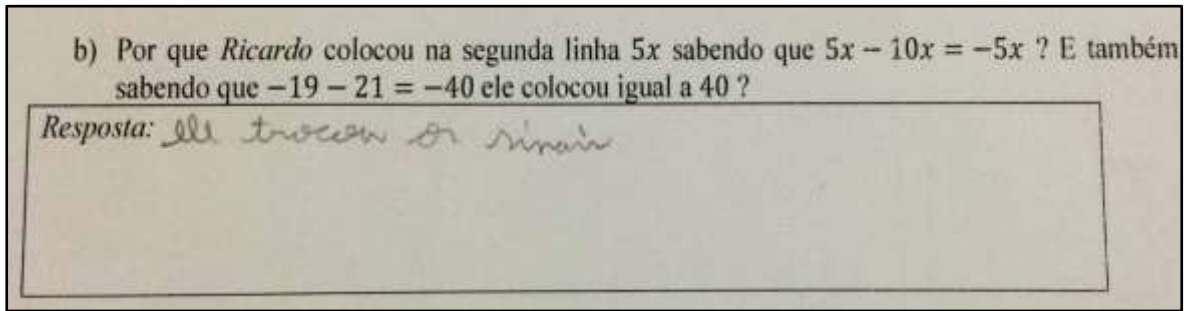 b) Por que Ricardo colocou na segunda linha 5x sabendo que 5x − 10x = −5x ? E também
sabendo que −19 − 21 = −40 ele colocou igual a 40 ?
Resposta: ele trocou os sinais